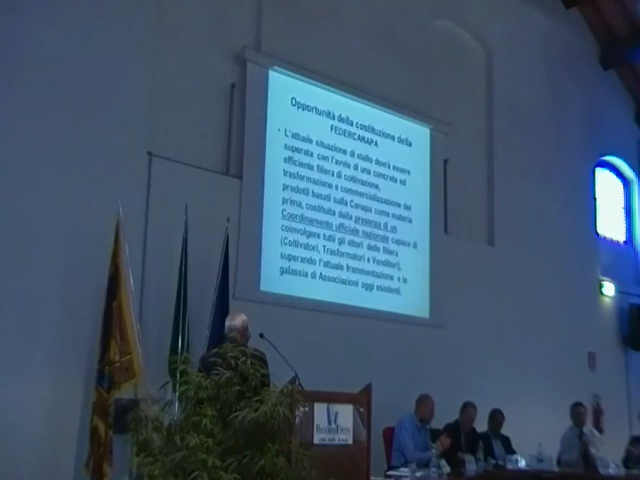 Opportunità della costituzione della
FEDERCANAPA
• L'attuale situazione di stallo dovrà essere
superata con l'avvio di una concreta ed
efficiente filiera di coltivazione,
trasformazione e commercializzazione dei
prodotti basati sulla Canapa come materia
prima, costituita dalla presenza di un
Coordinamento ufficiale nazionale capace di
coinvolgere tutti gli attori della filiera
(Coltivatori, Trasformatori e Venditori),
superando l'attuale frammentazione e la
galassia di Associazioni oggi esistenti.